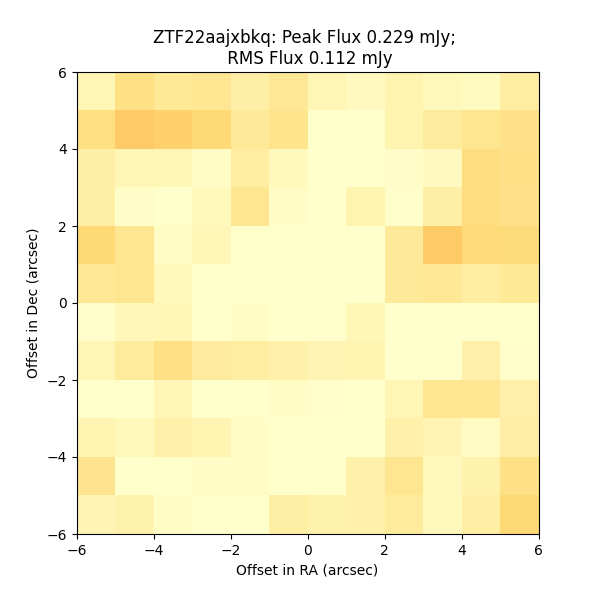 ZTF22aajxbkq: Peak Flux 0.229 mJy;
RMS Flux 0.112 mJy
6
4
2
0
−2
−4
−6
Offset in Dec (arcsec)
−6 −4 −2 0 2 4 6
Offset in RA (arcsec)